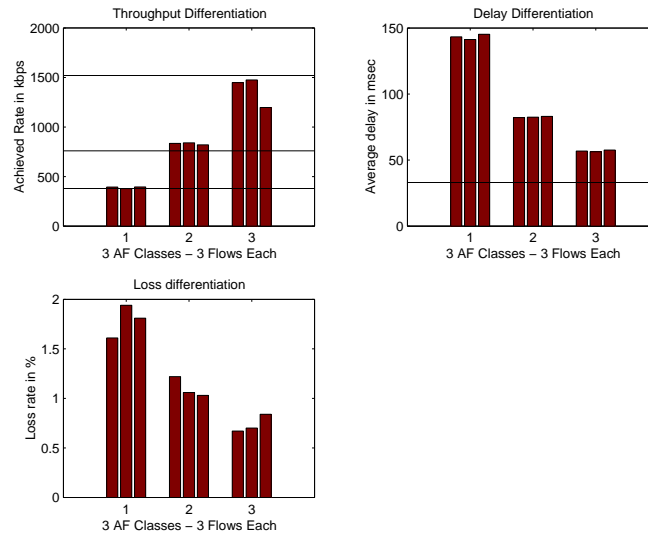 Throughput Differentiation
2000
1500
1000
500
0
Achieved Rate in kbps
1 2 3
3 AF Classes − 3 Flows Each
Delay Differentiation
150
100
50
0
Average delay in msec
1 2 3
3 AF Classes − 3 Flows Each
Loss differentiation
2
1.5
1
0.5
0
Loss rate in %
1 2 3
3 AF Classes − 3 Flows Each